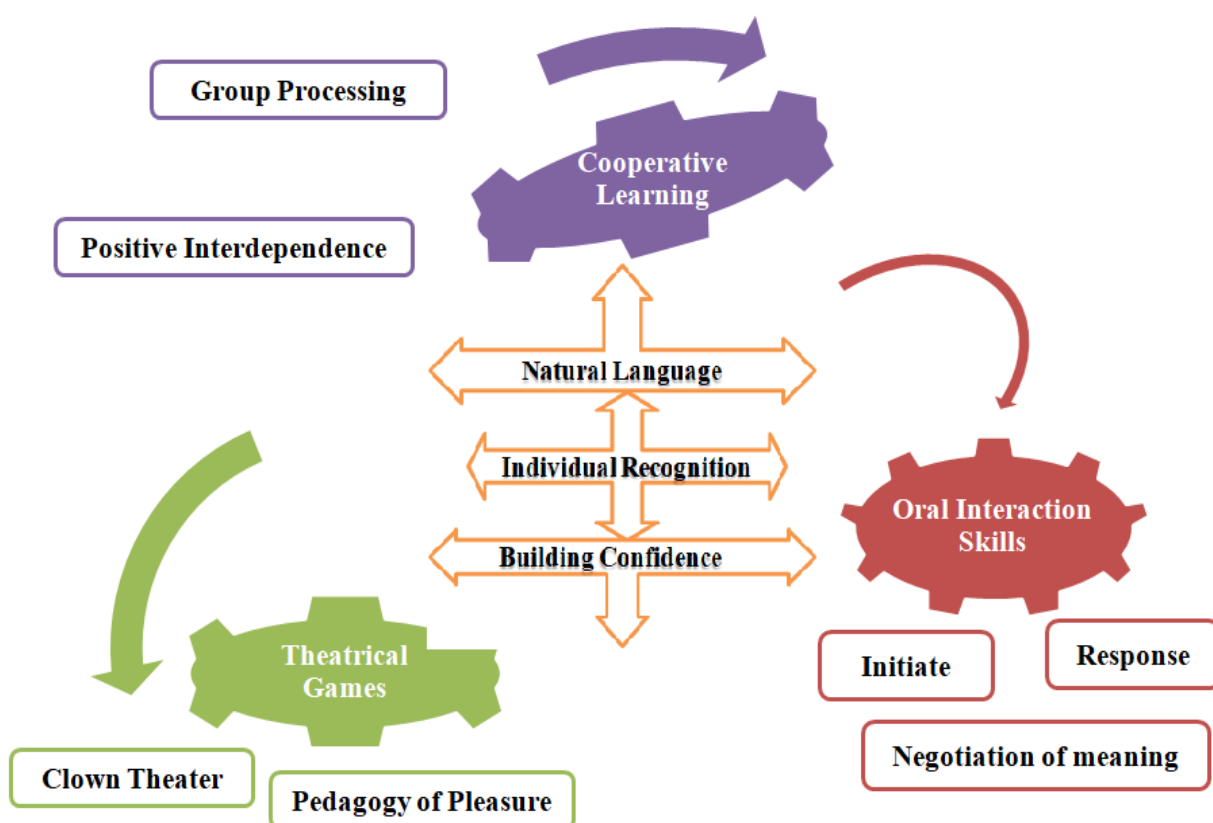 Group Processing
Cooperative
Learning
Positive Interdependence
Natural Language
Individual Recognition
Building Confidence
Oral Interaction
Skills
Theatrical
Games
Initiate
Response
Negotiation of meaning
Clown Theater
Pedagogy of Pleasure